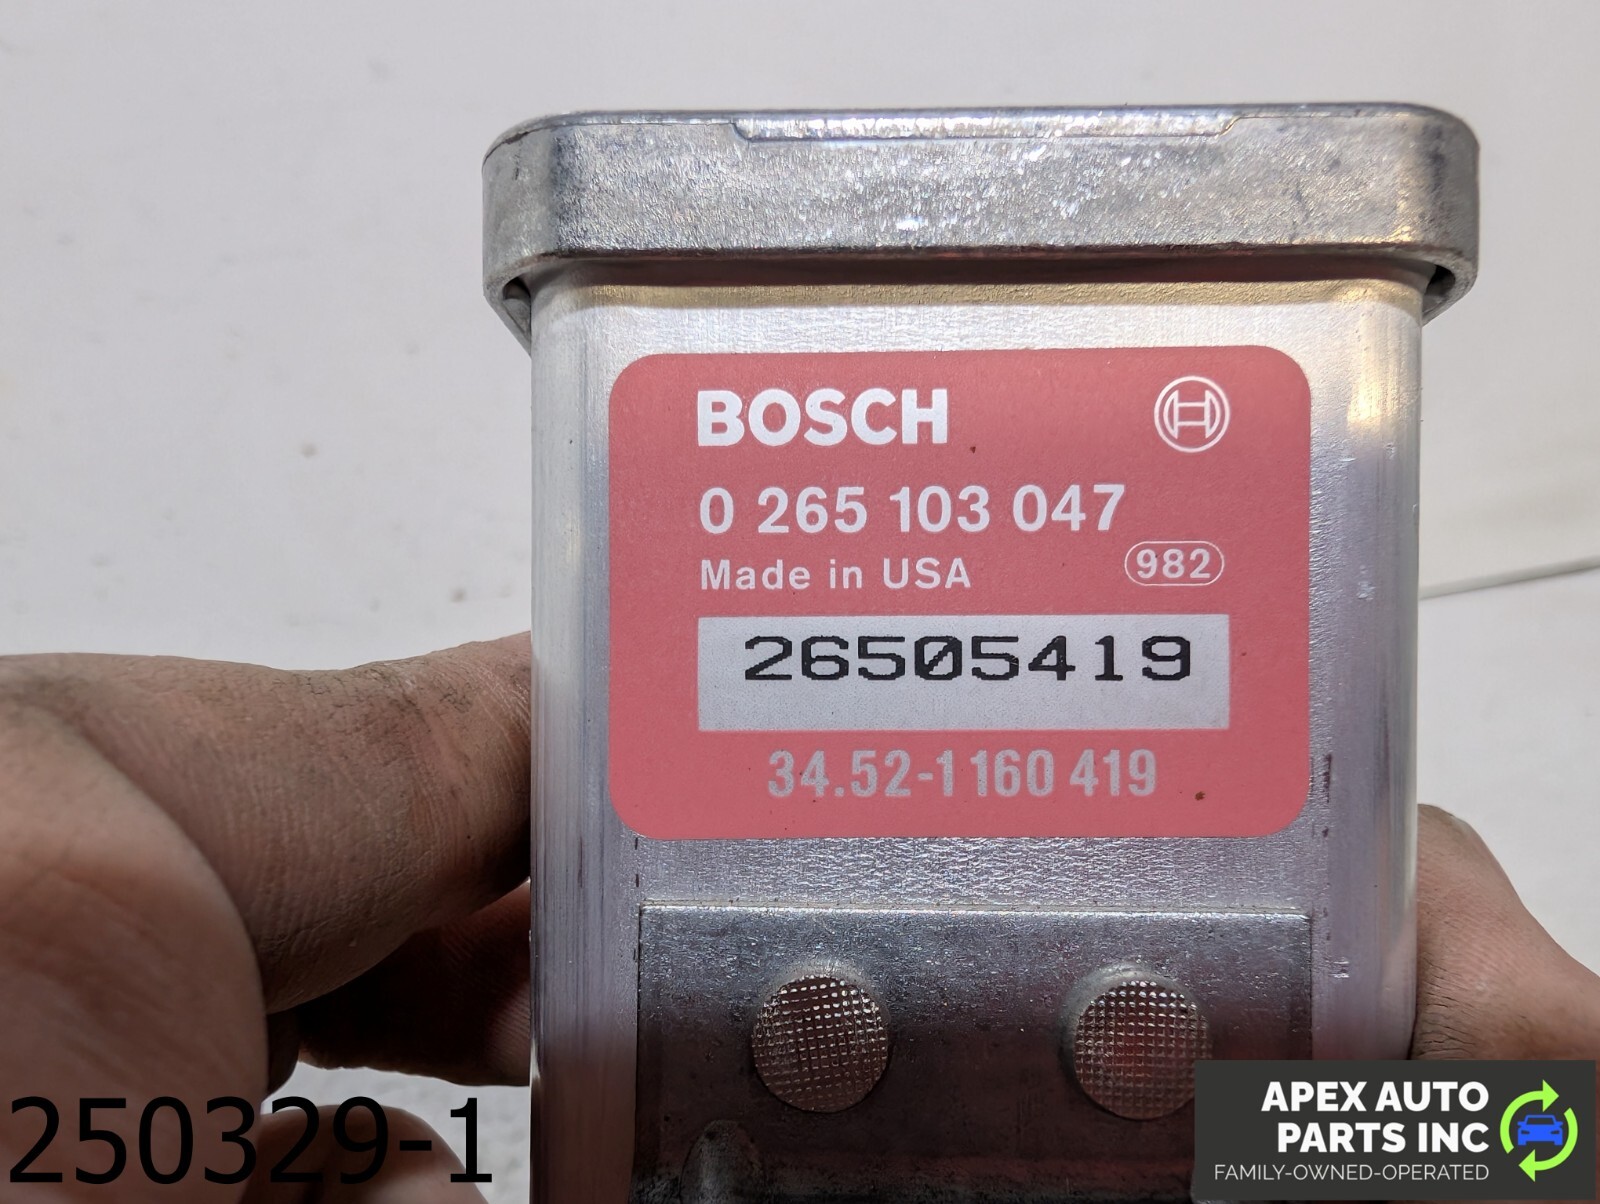 BOSCH
0 265 103 047
Made in USA 982
26505419
34.52-1 160 419
250329-1
APEX AUTO
PARTS INC
FAMILY-OWNED-OPERATED